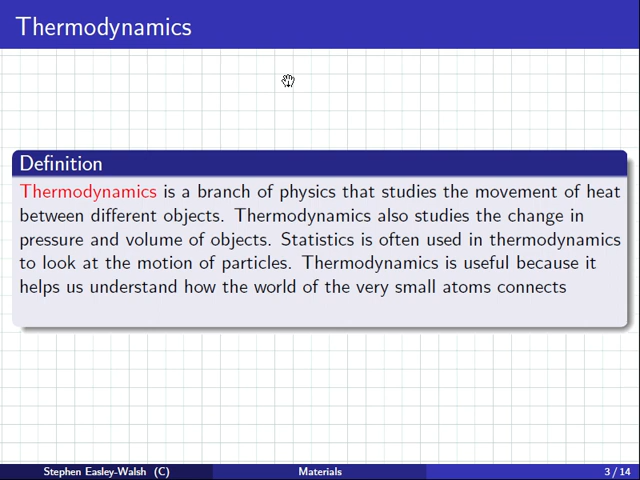 Thermodynamics
Definition
Thermodynamics is a branch of physics that studies the movement of heat
between different objects. Thermodynamics also studies the change in
pressure and volume of objects. Statistics is often used in thermodynamics
to look at the motion of particles. Thermodynamics is useful because it
helps us understand how the world of the very small atoms connects
Stephen Easley-Walsh (C) Materials 3 / 14